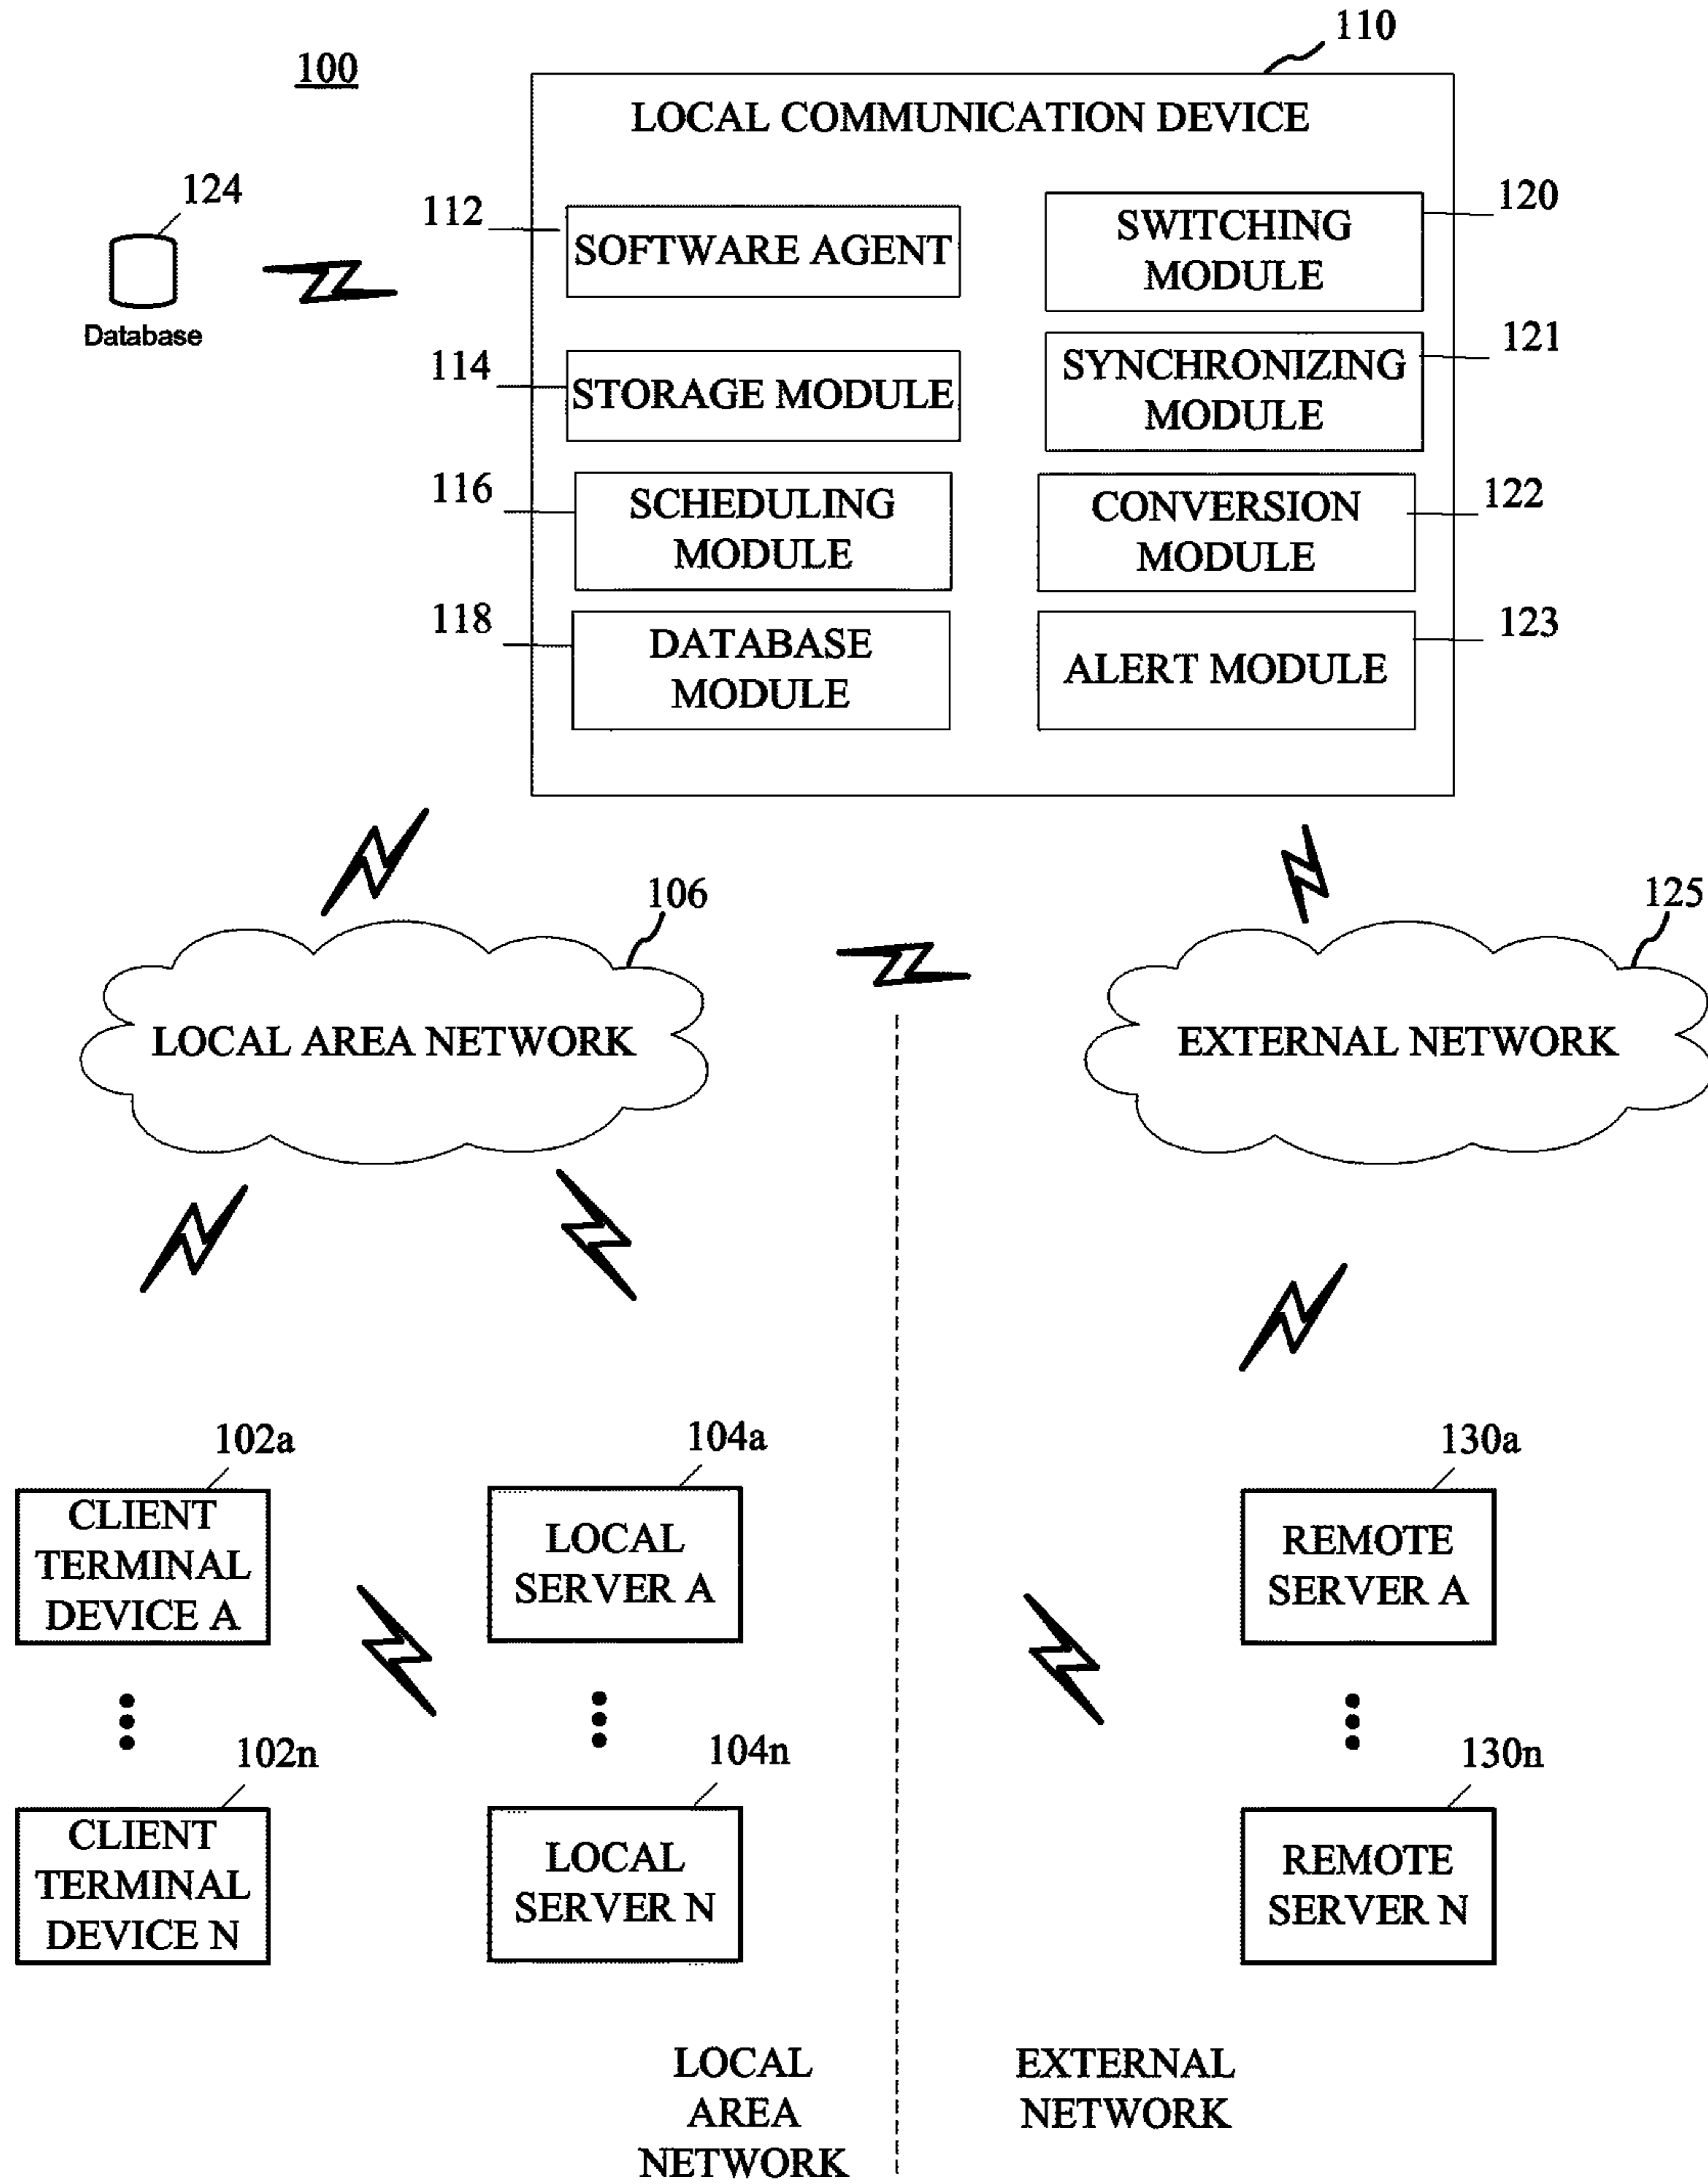 110
100
LOCAL COMMUNICATION DEVICE
124
112
SOFTWARE AGENT
SWITCHING
MODULE
120
Database
114
STORAGE MODULE
SYNCHRONIZING
MODULE
121
116
SCHEDULING
MODULE
CONVERSION
MODULE
122
118
DATABASE
MODULE
ALERT MODULE
123
106
125
LOCAL AREA NETWORK
EXTERNAL NETWORK
102a
104a
130a
CLIENT
TERMINAL
DEVICE A
LOCAL
SERVER A
REMOTE
SERVER A
102n
104n
130n
CLIENT
TERMINAL
DEVICE N
LOCAL
SERVER N
REMOTE
SERVER N
LOCAL
AREA
NETWORK
EXTERNAL
NETWORK